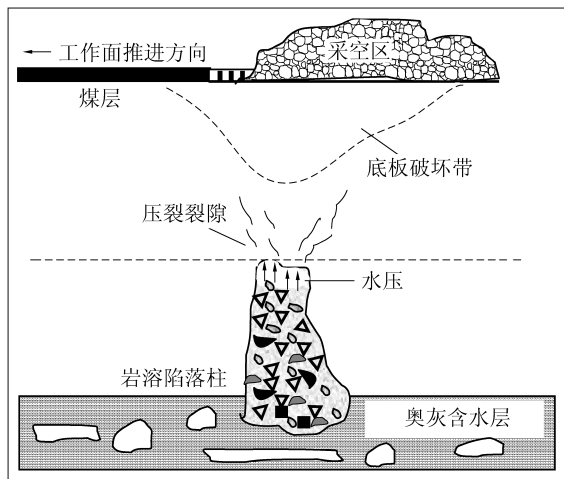 工作面推进方向
采空区
煤层
底板破坏带
压裂裂隙
水压
岩溶陷落柱
奥灰含水层